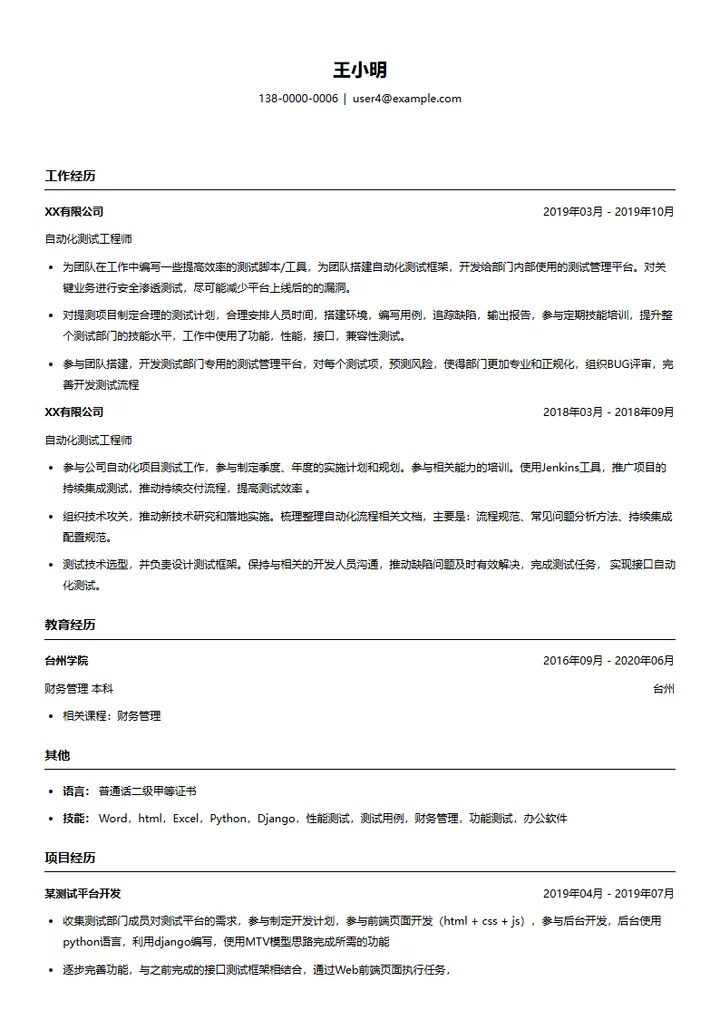 王小明
138-0000-0006 | user4@example.com
工作经历
XX有限公司 2019年03月 - 2019年10月
自动化测试工程师
• 为团队在工作中编写一些提高效率的测试脚本/工具，为团队搭建自动化测试框架，开发给部门内部使用的测试管理平台。对关
键业务进行安全渗透测试，尽可能减少平台上线后的的漏洞。
• 对提测项目制定合理的测试计划，合理安排人员时间，搭建环境，编写用例，追踪缺陷，输出报告，参与定期技能培训，提升整
个测试部门的技能水平，工作中使用了功能，性能，接口，兼容性测试。
• 参与团队搭建，开发测试部门专用的测试管理平台，对每个测试项，预测风险，使得部门更加专业和正规化，组织BUG评审，完
善开发测试流程
XX有限公司 2018年03月 - 2018年09月
自动化测试工程师
• 参与公司自动化项目测试工作，参与制定季度、年度的实施计划和规划。参与相关能力的培训。使用Jenkins工具，推广项目的
持续集成测试，推动持续交付流程，提高测试效率 。
• 组织技术攻关，推动新技术研究和落地实施。梳理整理自动化流程相关文档，主要是：流程规范、常见问题分析方法、持续集成
配置规范。
• 测试技术选型，并负责设计测试框架。保持与相关的开发人员沟通，推动缺陷问题及时有效解决，完成测试任务， 实现接口自动
化测试。
教育经历
台州学院 2016年09月 - 2020年06月
财务管理 本科 台州
• 相关课程：财务管理
其他
• 语言： 普通话二级甲等证书
• 技能： Word，html，Excel，Python，Django，性能测试，测试用例，财务管理，功能测试，办公软件
项目经历
某测试平台开发 2019年04月 - 2019年07月
• 收集测试部门成员对测试平台的需求，参与制定开发计划，参与前端页面开发（html + css + js），参与后台开发，后台使用
python语言，利用django编写，使用MTV模型思路完成所需的功能
• 逐步完善功能，与之前完成的接口测试框架相结合，通过Web前端页面执行任务，